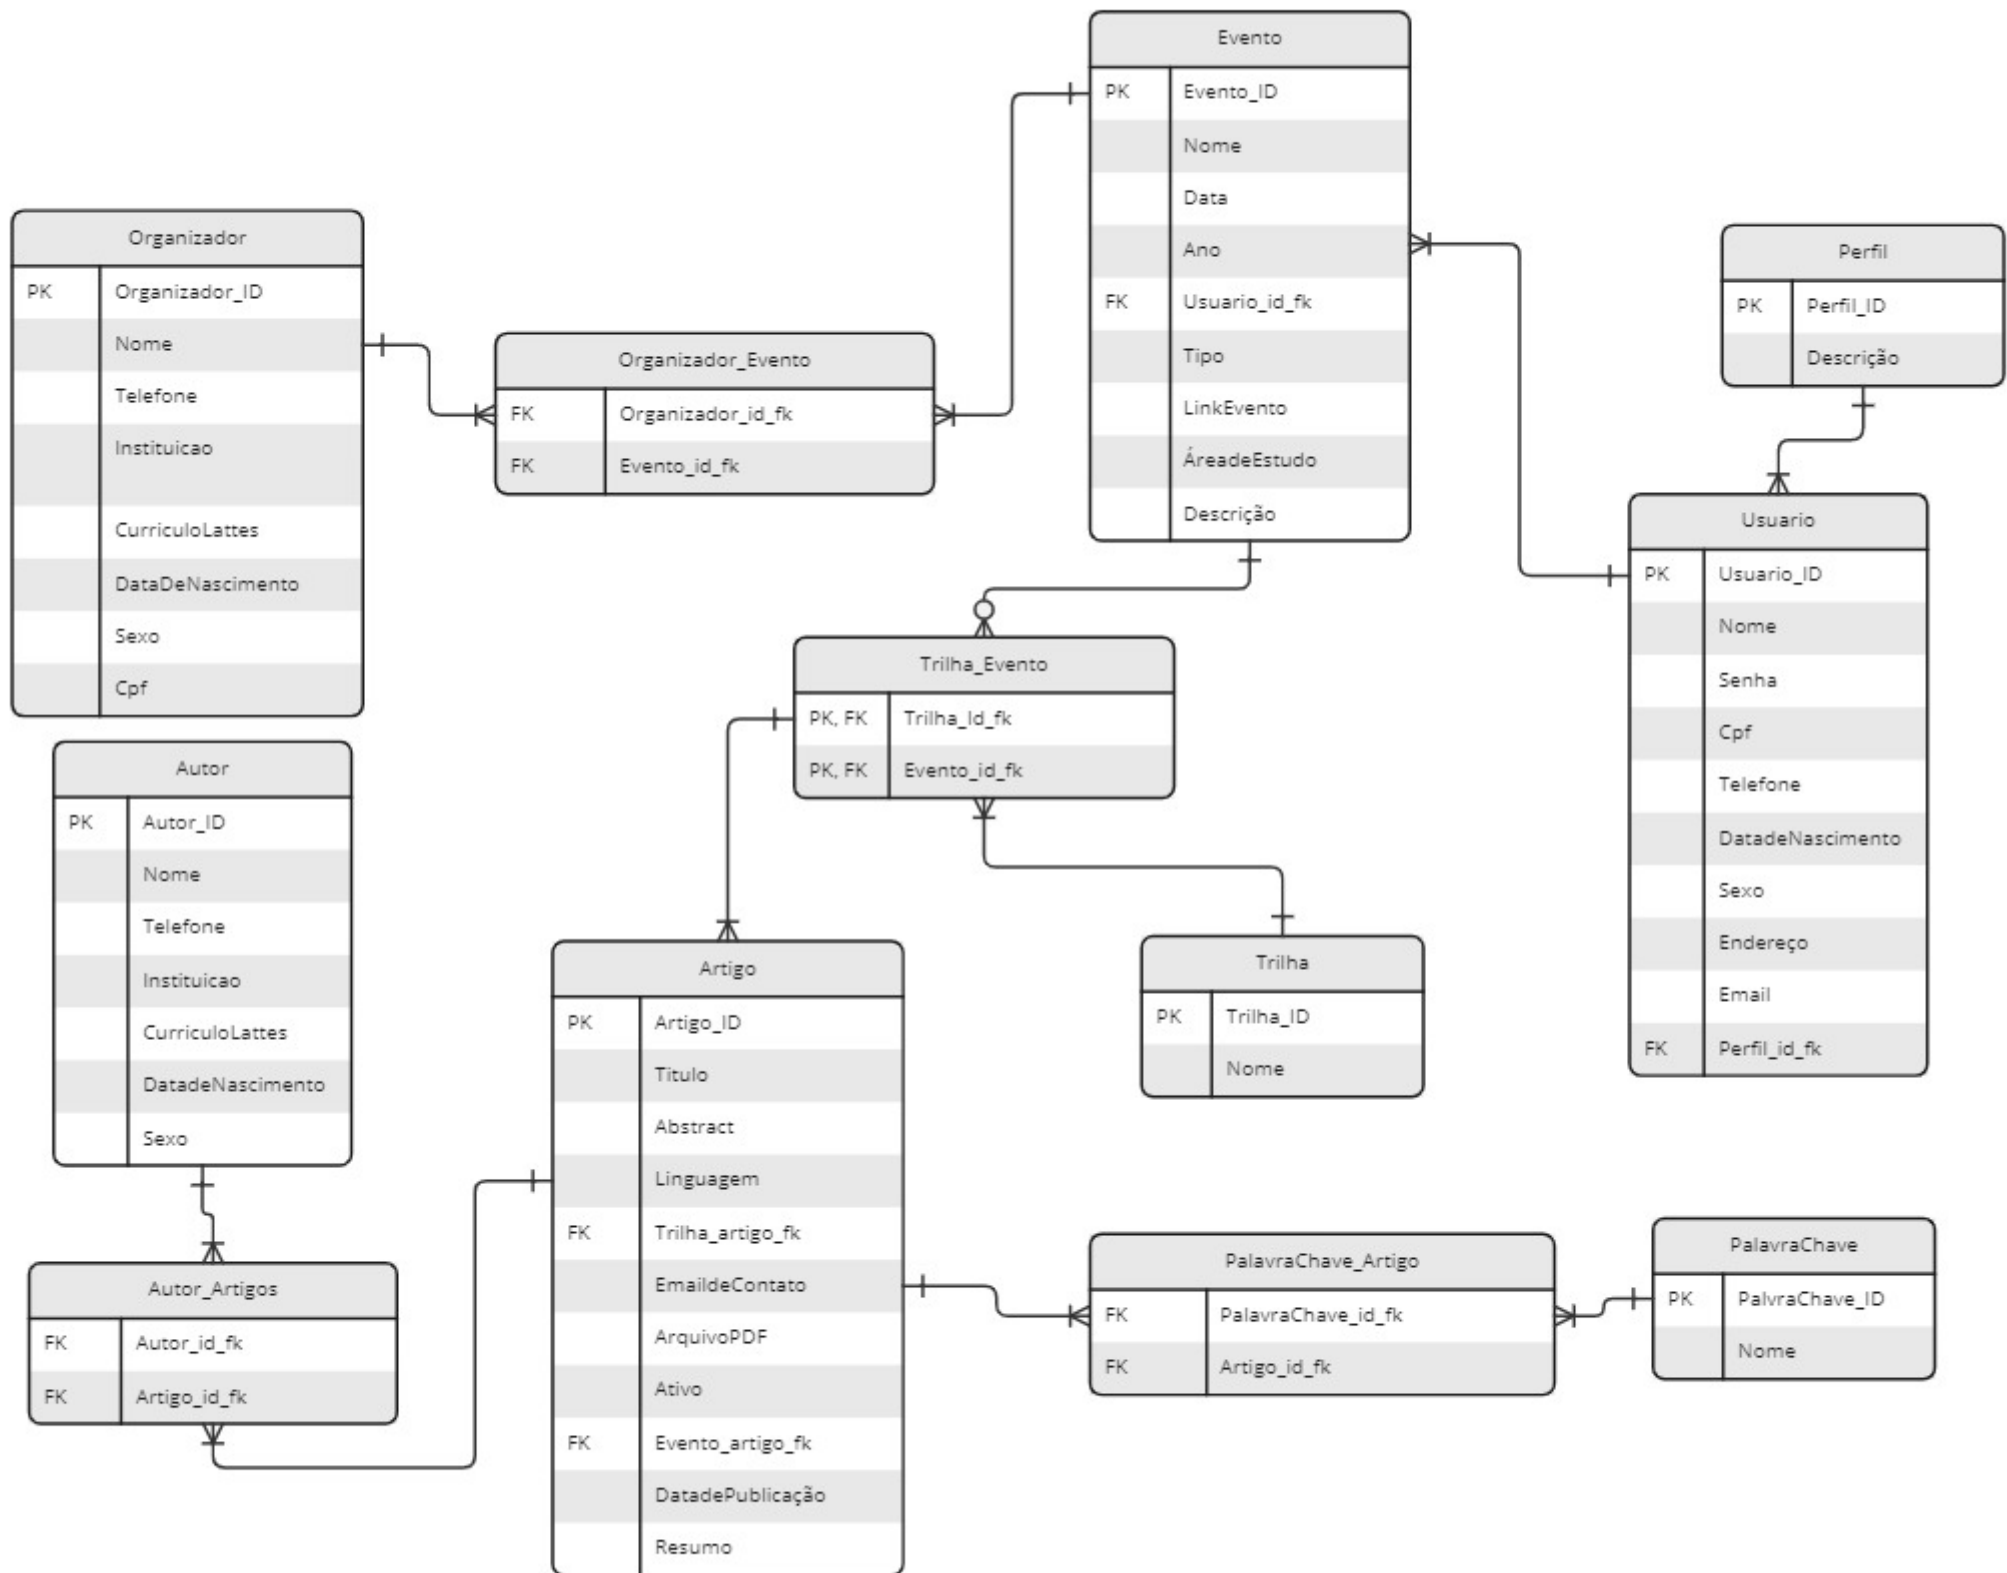 Evento
PK Evento_ID
Nome
Data
Ano
FK Usuario_id_fk
Tipo
LinkEvento
ÁreadeEstudo
Descrição
Organizador
PK Organizador_ID
Nome
Telefone
Instituicao
CurriculoLattes
DataDeNascimento
Sexo
Cpf
Organizador_Evento
FK Organizador_id_fk
FK Evento_id_fk
Perfil
PK Perfil_ID
Descrição
Usuario
PK Usuario_ID
Nome
Senha
Cpf
Telefone
DatadeNascimento
Sexo
Endereço
Email
FK Perfil_id_fk
Trilha_Evento
PK, FK Trilha_Id_fk
PK, FK Evento_id_fk
Autor
PK Autor_ID
Nome
Telefone
Instituicao
CurriculoLattes
DatadeNascimento
Sexo
Artigo
PK Artigo_ID
Titulo
Abstract
Linguagem
FK Trilha_artigo_fk
EmaildeContato
ArquivoPDF
Ativo
FK Evento_artigo_fk
DatadePublicação
Resumo
Trilha
PK Trilha_ID
Nome
Autor_Artigos
FK Autor_id_fk
FK Artigo_id_fk
PalavraChave_Artigo
FK PalavraChave_id_fk
FK Artigo_id_fk
PalavraChave
PK PalvraChave_ID
Nome